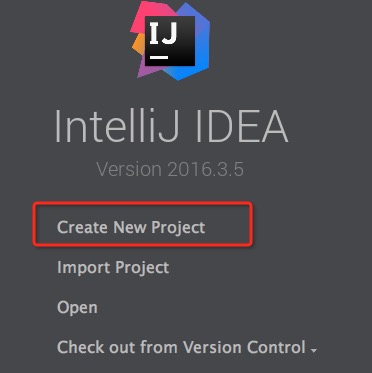 IJ
IntelliJ IDEA
Version 2016.3.5
Create New Project
Import Project
Open
Check out from Version Control